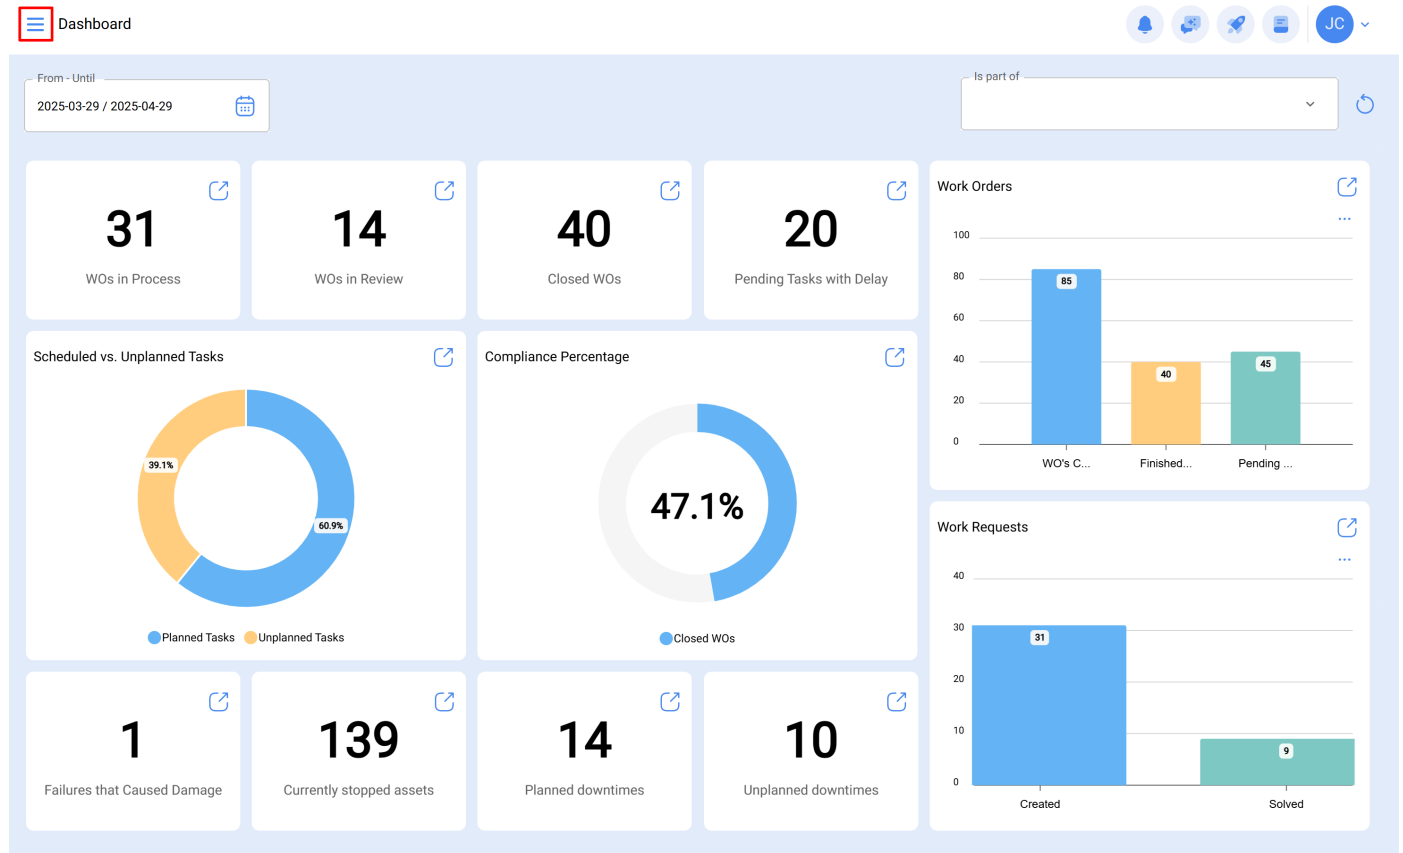 Dashboard
JC
From - Until
2025-03-29 / 2025-04-29
Is part of
31
WOs in Process
14
WOs in Review
40
Closed WOs
20
Pending Tasks with Delay
Work Orders
...
100
80
60
40
20
0
85
40
45
WO's C...
Finished...
Pending ...
Scheduled vs. Unplanned Tasks
39.1%
60.9%
Planned Tasks
Unplanned Tasks
Compliance Percentage
47.1%
Closed WOs
Work Requests
...
40
30
20
10
0
31
9
Created
Solved
1
Failures that Caused Damage
139
Currently stopped assets
14
Planned downtimes
10
Unplanned downtimes